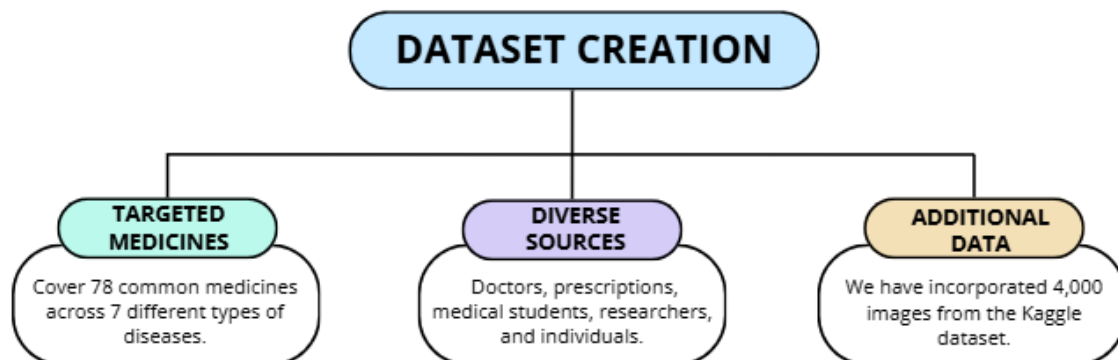 DATASET CREATION
TARGETED
MEDICINES
Cover 78 common medicines
across 7 different types of
diseases.
DIVERSE
SOURCES
Doctors, prescriptions,
medical students, researchers,
and individuals.
ADDITIONAL
DATA
We have incorporated 4,000
images from the Kaggle
dataset.